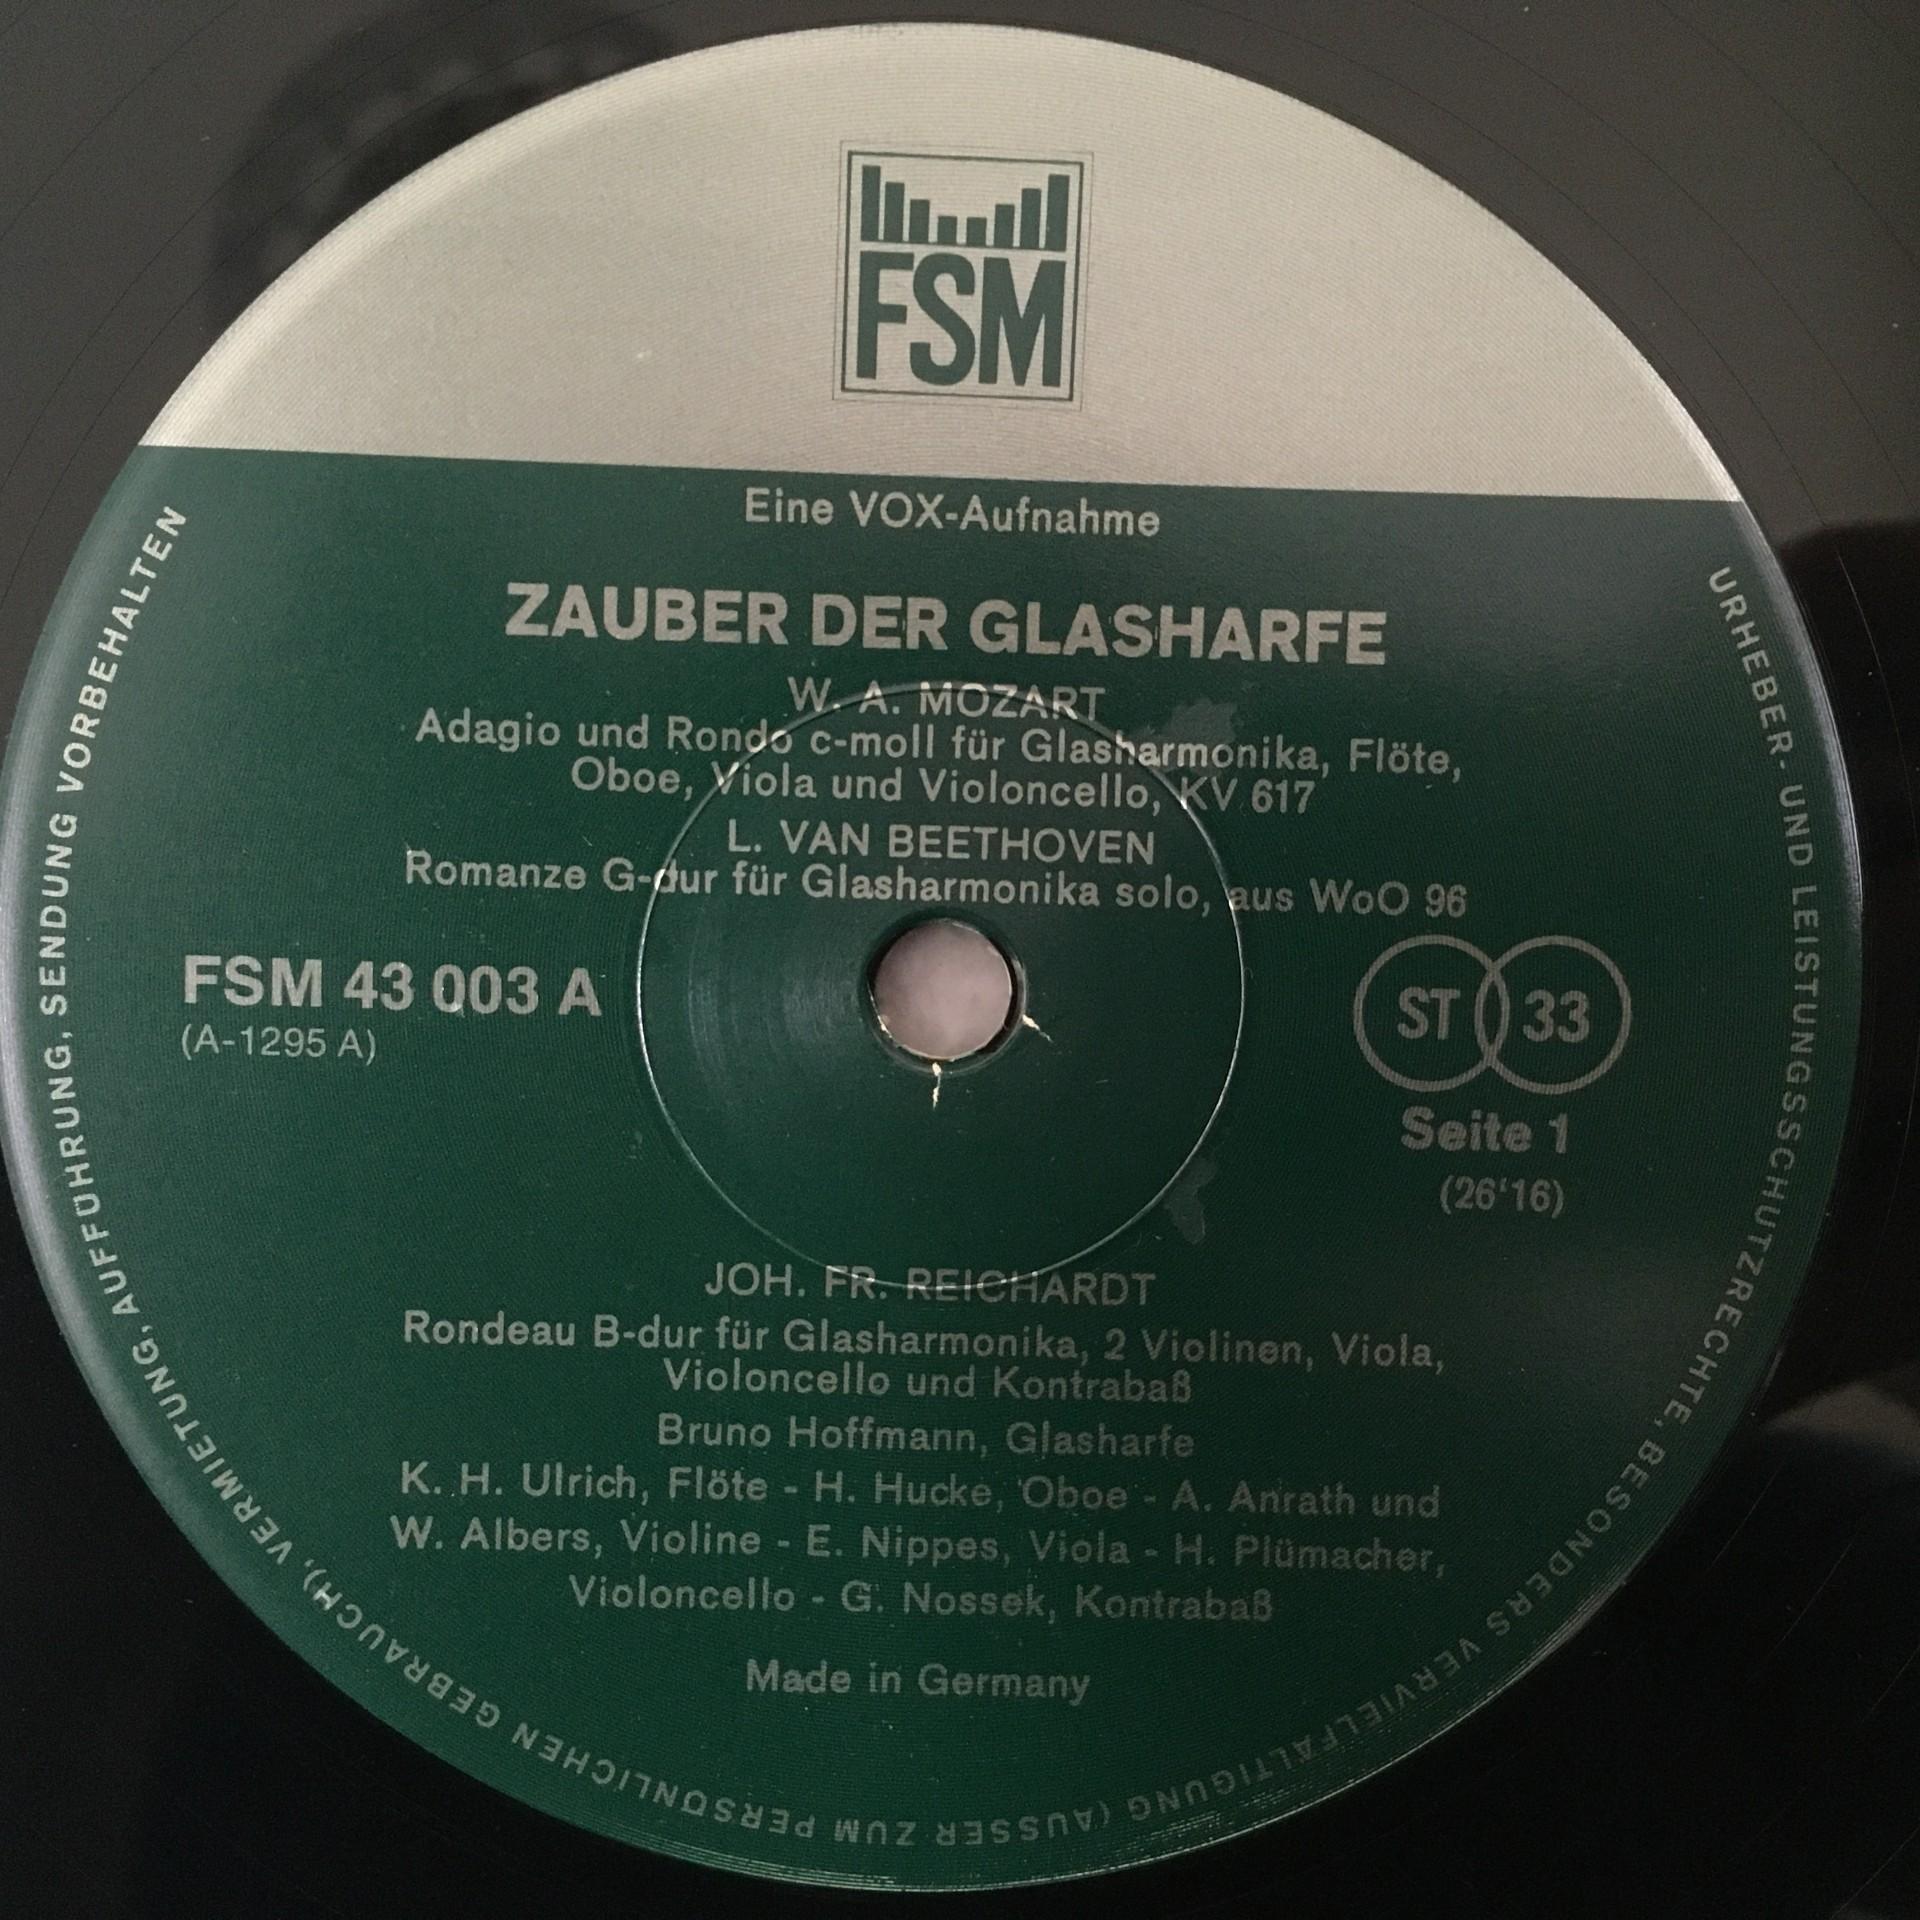 FSM
Eine VOX-Aufnahme
ZAUBER DER GLASHARFE
W. A. MOZART
Adagio und Rondo c-moll für Glasharmonika, Flöte,
Oboe, Viola und Violoncello, KV 617
L. VAN BEETHOVEN
Romanze G-dur für Glasharmonika solo, aus WoO 96
FSM 43 003 A
(A-1295 A)
ST 33
Seite 1
(26'16)
JOH. FR. REICHARDT
Rondeau B-dur für Glasharmonika, 2 Violinen, Viola,
Violoncello und Kontrabaß
Bruno Hoffmann, Glasharfe
K. H. Ulrich, Flöte - H. Hucke, Oboe - A. Anrath und
W. Albers, Violine - E. Nippes, Viola - H. Plümacher,
Violoncello - G. Nossek, Kontrabaß
Made in Germany
URHEBER- UND LEISTUNGSSCHUTZRECHTE, BESONDERS VERVIELFÄLTIGUNG (AUSSER ZUM PERSÖNLICHEN GEBRAUCH), VERMIETUNG, AUFFÜHRUNG, SENDUNG VORBEHALTEN